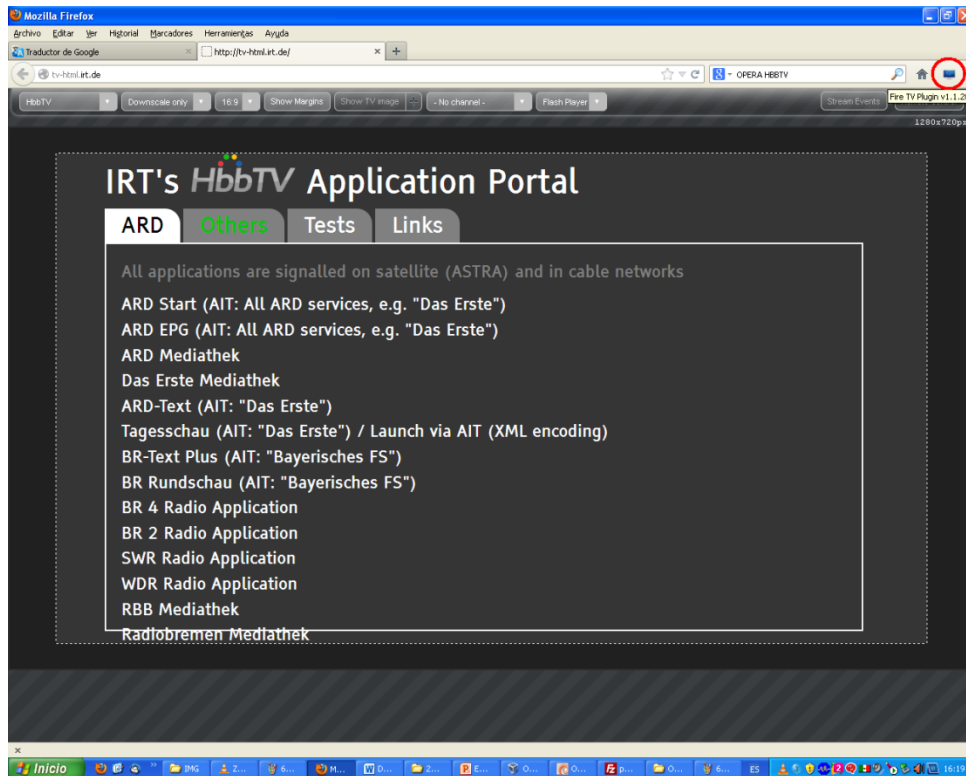 Mozilla Firefox
Archivo Editar Ver Historial Marcadores Herramientas Ayuda
Traductor de Google × http://tv-html.irt.de/ × +
tv-html.irt.de OPERA HBBTV
HbbTV Downscale only 16:9 Show Margins Show TV image - No channel - Flash Player Stream Events Fire TV Plugin v1.1.2
1280x720px
IRT's HbbTV Application Portal
ARD Others Tests Links
All applications are signalled on satellite (ASTRA) and in cable networks
ARD Start (AIT: All ARD services, e.g. "Das Erste")
ARD EPG (AIT: All ARD services, e.g. "Das Erste")
ARD Mediathek
Das Erste Mediathek
ARD-Text (AIT: "Das Erste")
Tagesschau (AIT: "Das Erste") / Launch via AIT (XML encoding)
BR-Text Plus (AIT: "Bayerisches FS")
BR Rundschau (AIT: "Bayerisches FS")
BR 4 Radio Application
BR 2 Radio Application
SWR Radio Application
WDR Radio Application
RBB Mediathek
Radiobremen Mediathek
×
Inicio IMG 2... 6... M... D... 2... E... O... O... p... O... 6... ES 16:19